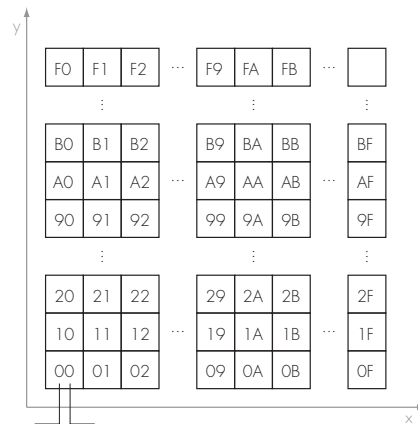 y
F0 F1 F2 ... F9 FA FB ...
⋮ ⋮ ⋮
B0 B1 B2 B9 BA BB BF
A0 A1 A2 ... A9 AA AB ... AF
90 91 92 99 9A 9B 9F
⋮ ⋮ ⋮
20 21 22 29 2A 2B 2F
10 11 12 ... 19 1A 1B ... 1F
00 01 02 09 0A 0B 0F
x